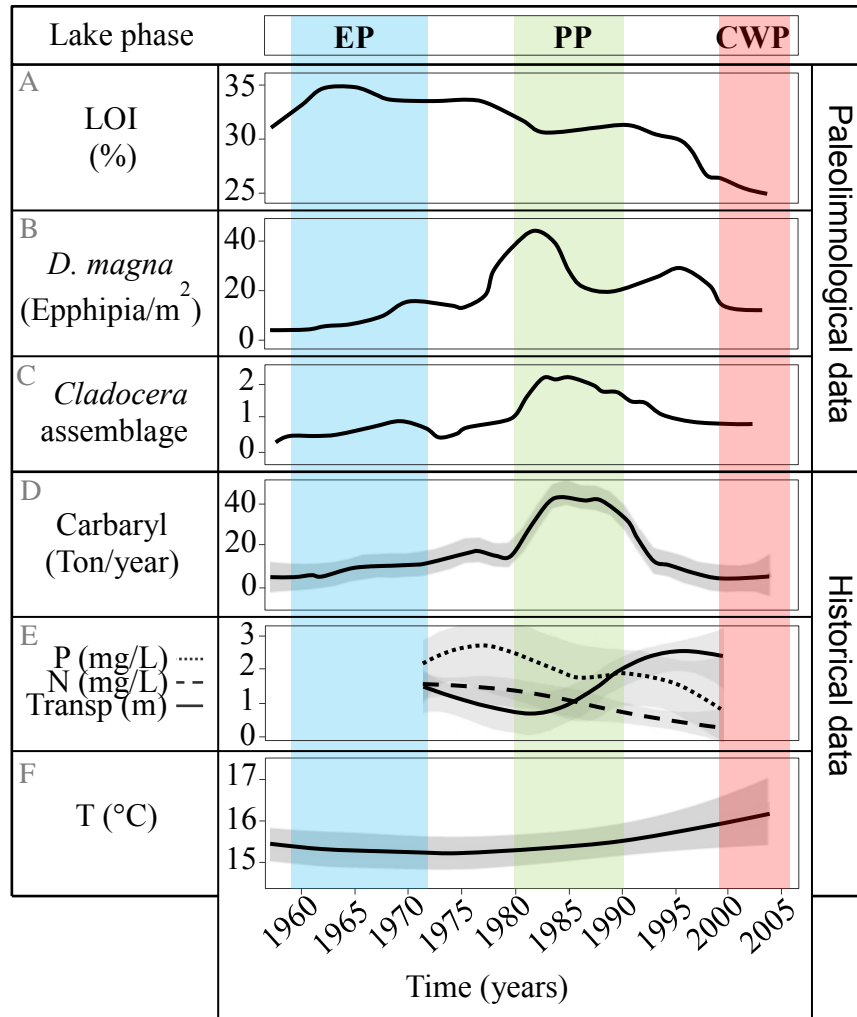 Lake phase
EP PP CWP
A
LOI
(%)
35
30
25
B
D. magna
(Epphipia/m²)
40
20
0
C
Cladocera
assemblage
2
1
0
Paleolimnological data
D
Carbaryl
(Ton/year)
40
20
0
E
P (mg/L)
N (mg/L)
Transp (m)
3
2
1
0
F
T (°C)
17
16
15
Historical data
1960 1965 1970 1975 1980 1985 1990 1995 2000 2005
Time (years)